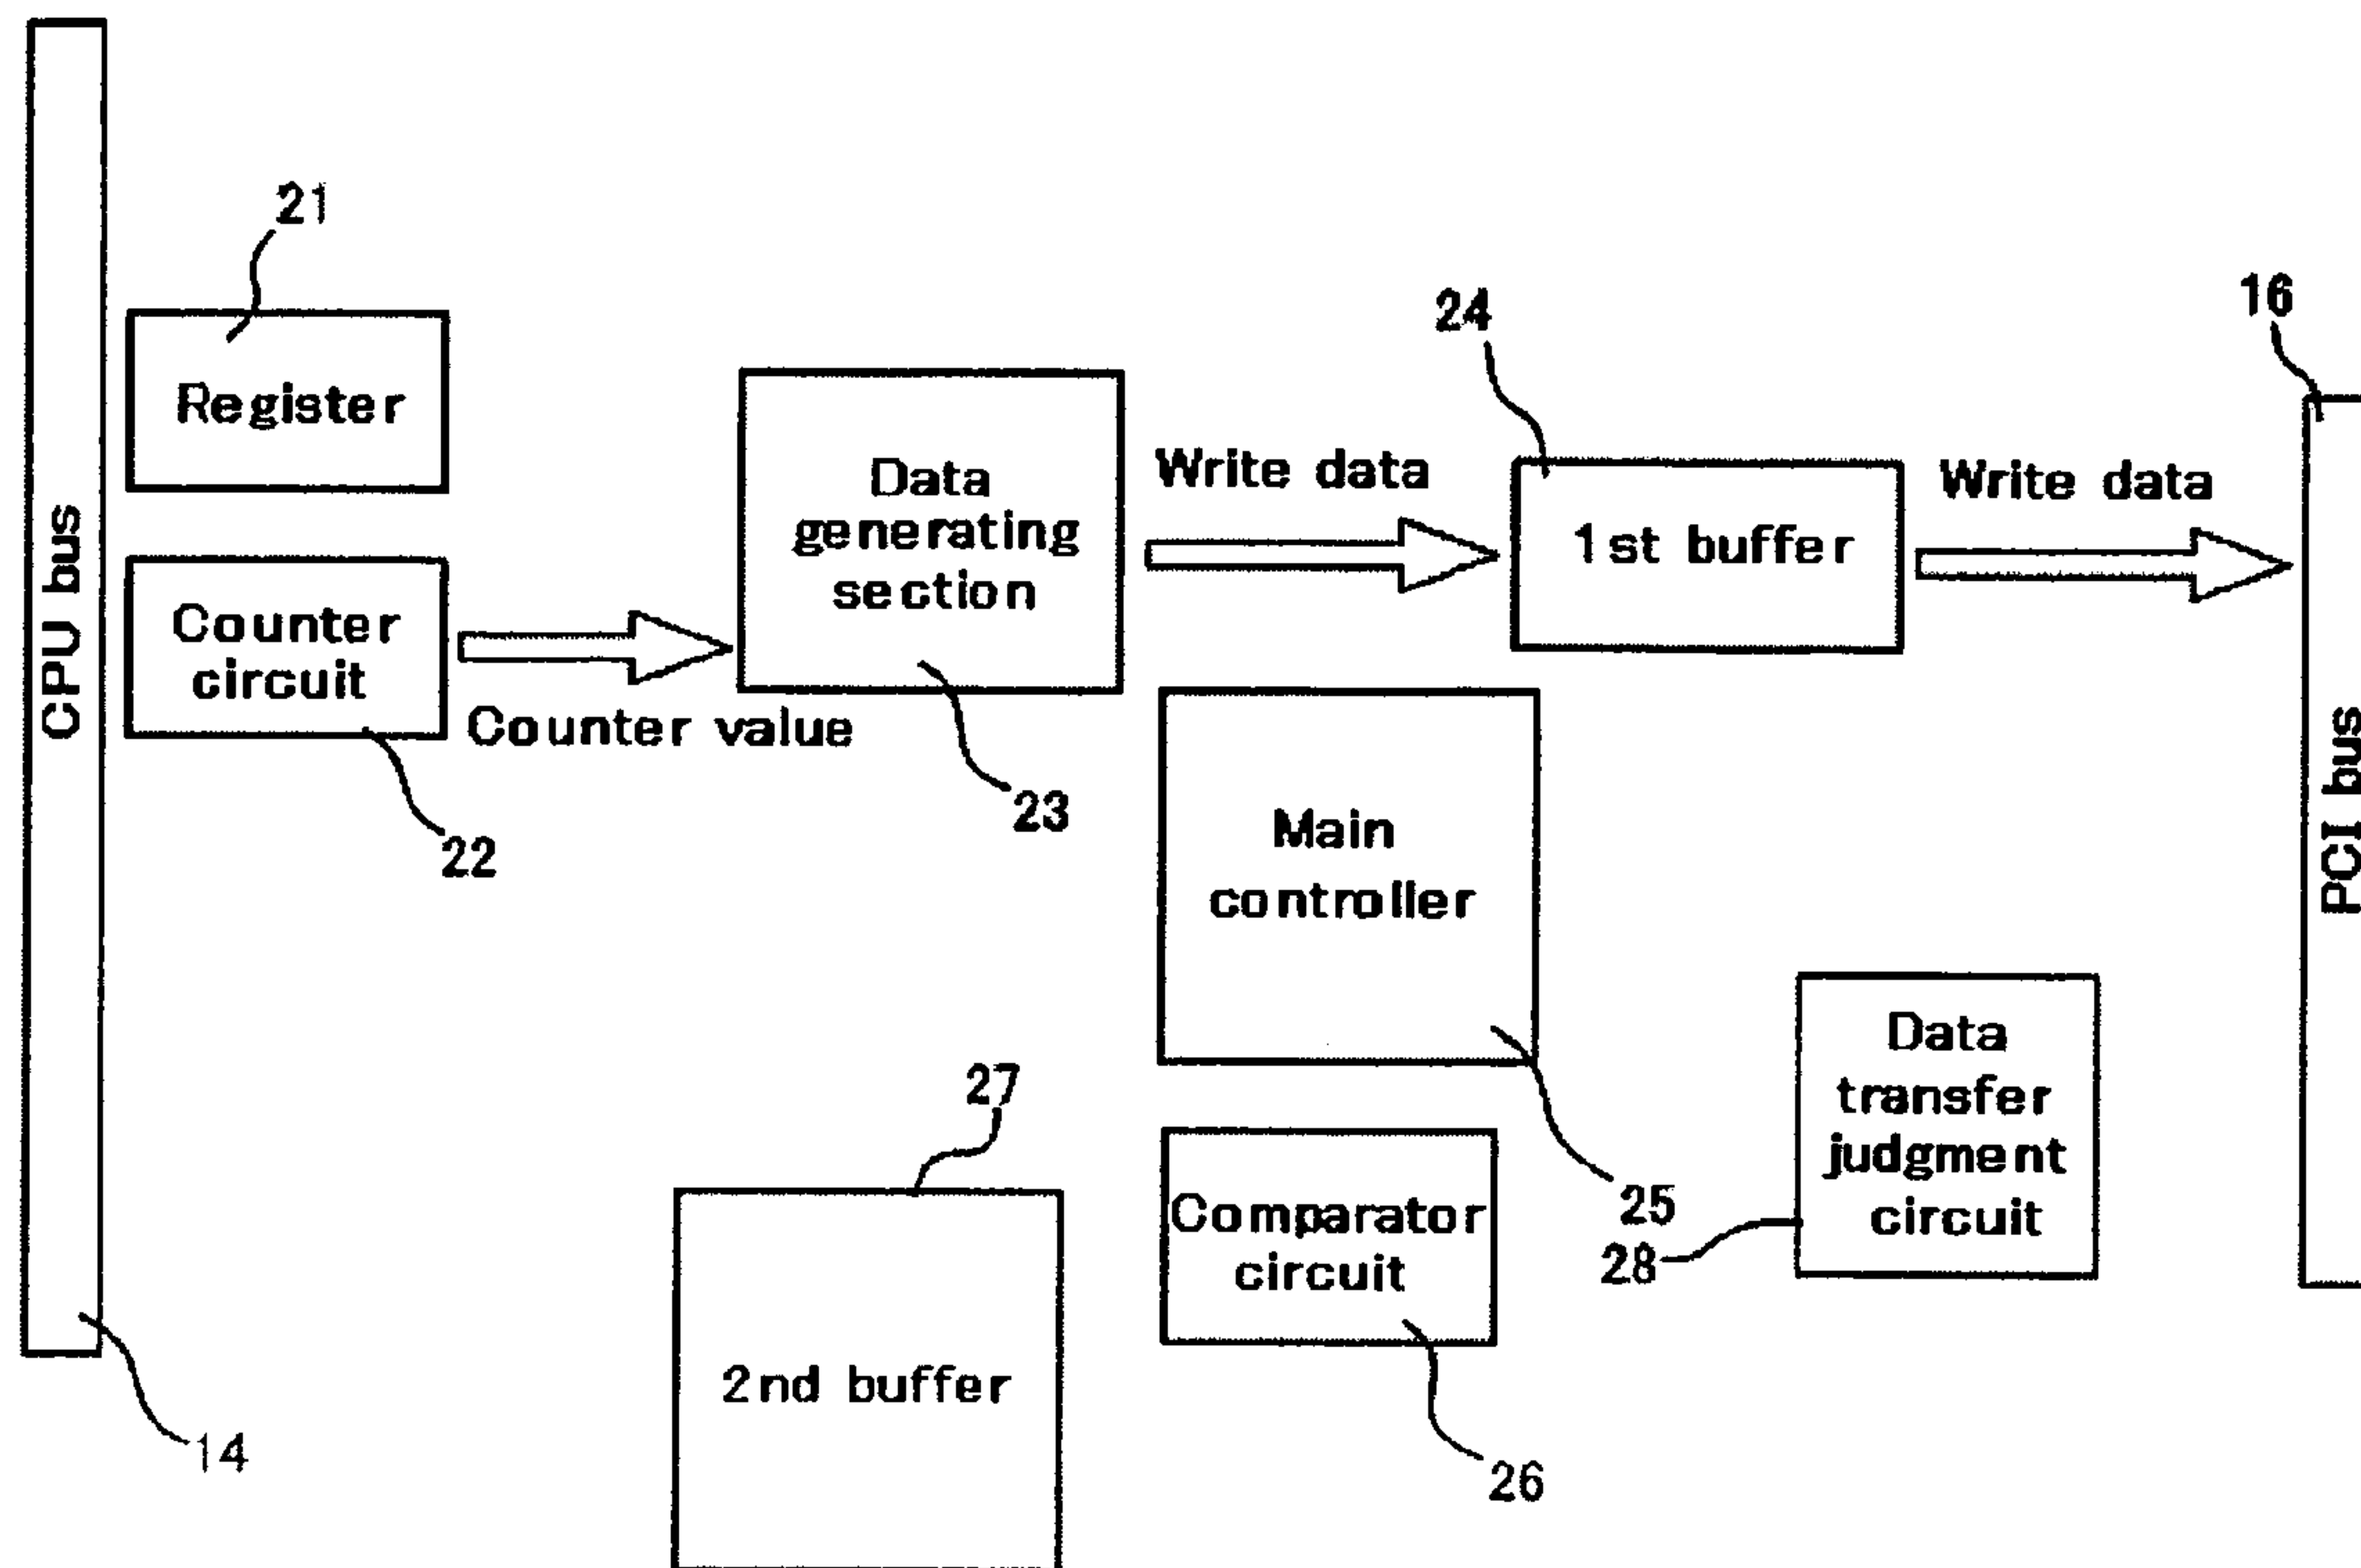 21
Register
CPU bus
Counter
circuit
Counter value
22
Data
generating
section
23
Write data
24
1st buffer
Write data
16
PCI bus
Main
controller
25
Data
transfer
judgment
circuit
28
27
2nd buffer
Comparator
circuit
26
14